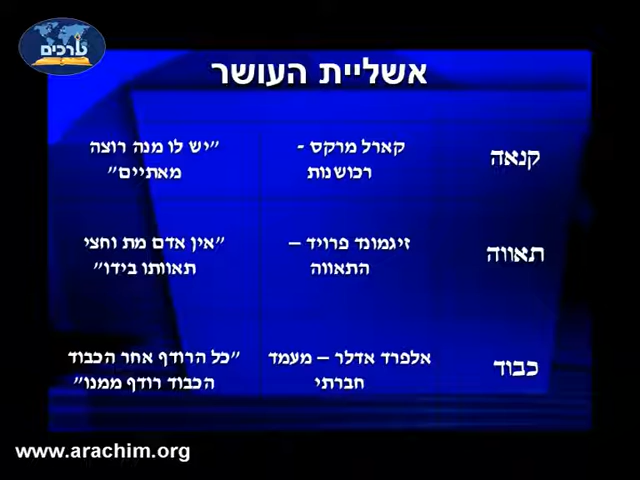 ערכים
אשליית העושר
קנאה
קארל מרקס -
רכושנות
"יש לו מנה רוצה
מאתיים"
תאווה
זיגמונד פרויד –
התאווה
"אין אדם מת וחצי
תאוותו בידו"
כבוד
אלפרד אדלר – מעמד
חברתי
"כל הרודף אחר הכבוד
הכבוד רודף ממנו"
www.arachim.org